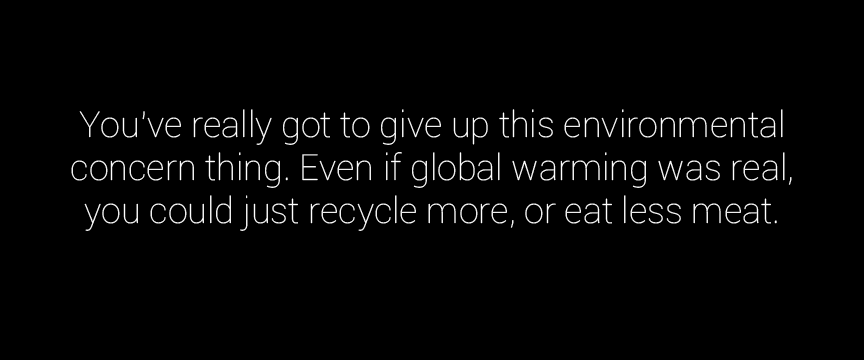 You've really got to give up this environmental
concern thing. Even if global warming was real,
you could just recycle more, or eat less meat.